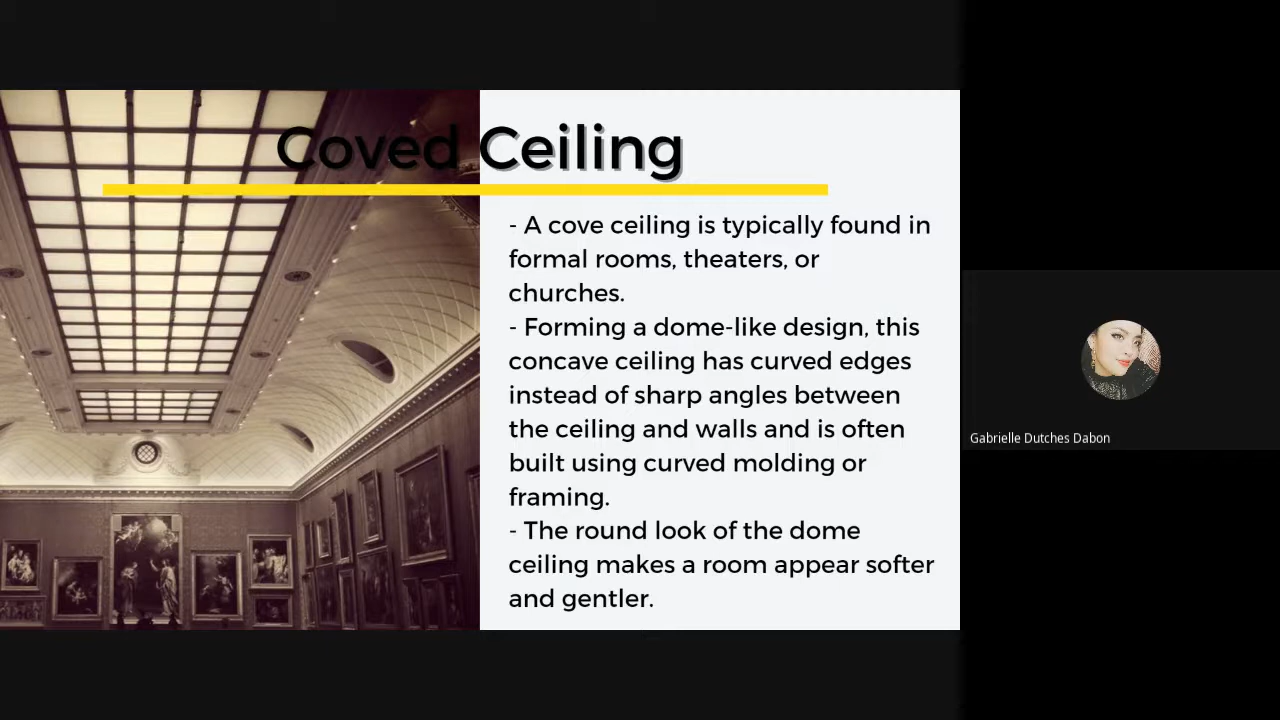 Coved Ceiling
- A cove ceiling is typically found in
formal rooms, theaters, or
churches.
- Forming a dome-like design, this
concave ceiling has curved edges
instead of sharp angles between
the ceiling and walls and is often
built using curved molding or
framing.
- The round look of the dome
ceiling makes a room appear softer
and gentler.
Gabrielle Dutches Dabon